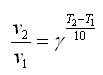 v₂/v₁ = γ^((T₂−T₁)/10)